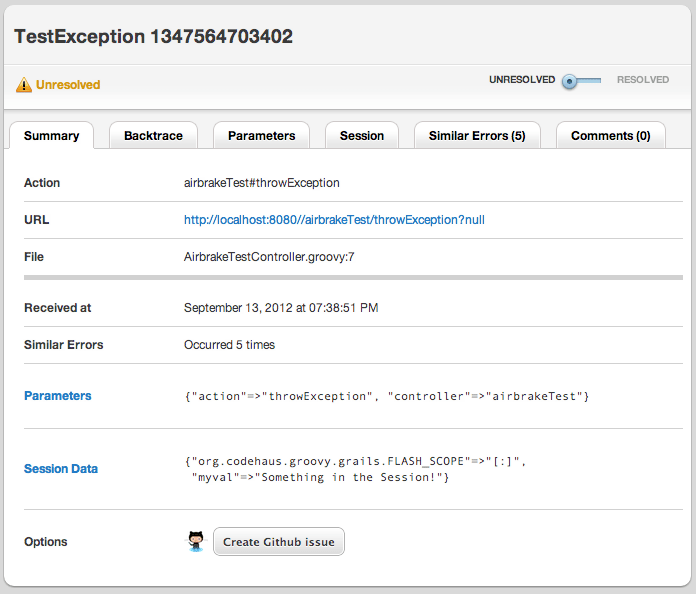 TestException 1347564703402
Unresolved
UNRESOLVED RESOLVED
Summary Backtrace Parameters Session Similar Errors (5) Comments (0)
Action airbrakeTest#throwException
URL http://localhost:8080//airbrakeTest/throwException?null
File AirbrakeTestController.groovy:7
Received at September 13, 2012 at 07:38:51 PM
Similar Errors Occurred 5 times
Parameters {"action"=>"throwException", "controller"=>"airbrakeTest"}
Session Data {"org.codehaus.groovy.grails.FLASH_SCOPE"=>"[:]",
"myval"=>"Something in the Session!"}
Options Create Github issue